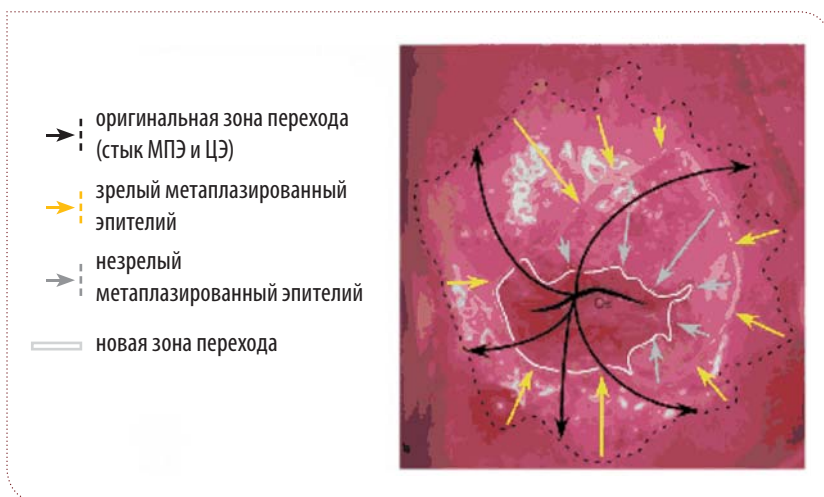 оригинальная зона перехода
(стык МПЭ и ЦЭ)
зрелый метаплазированный
эпителий
незрелый
метаплазированный эпителий
новая зона перехода